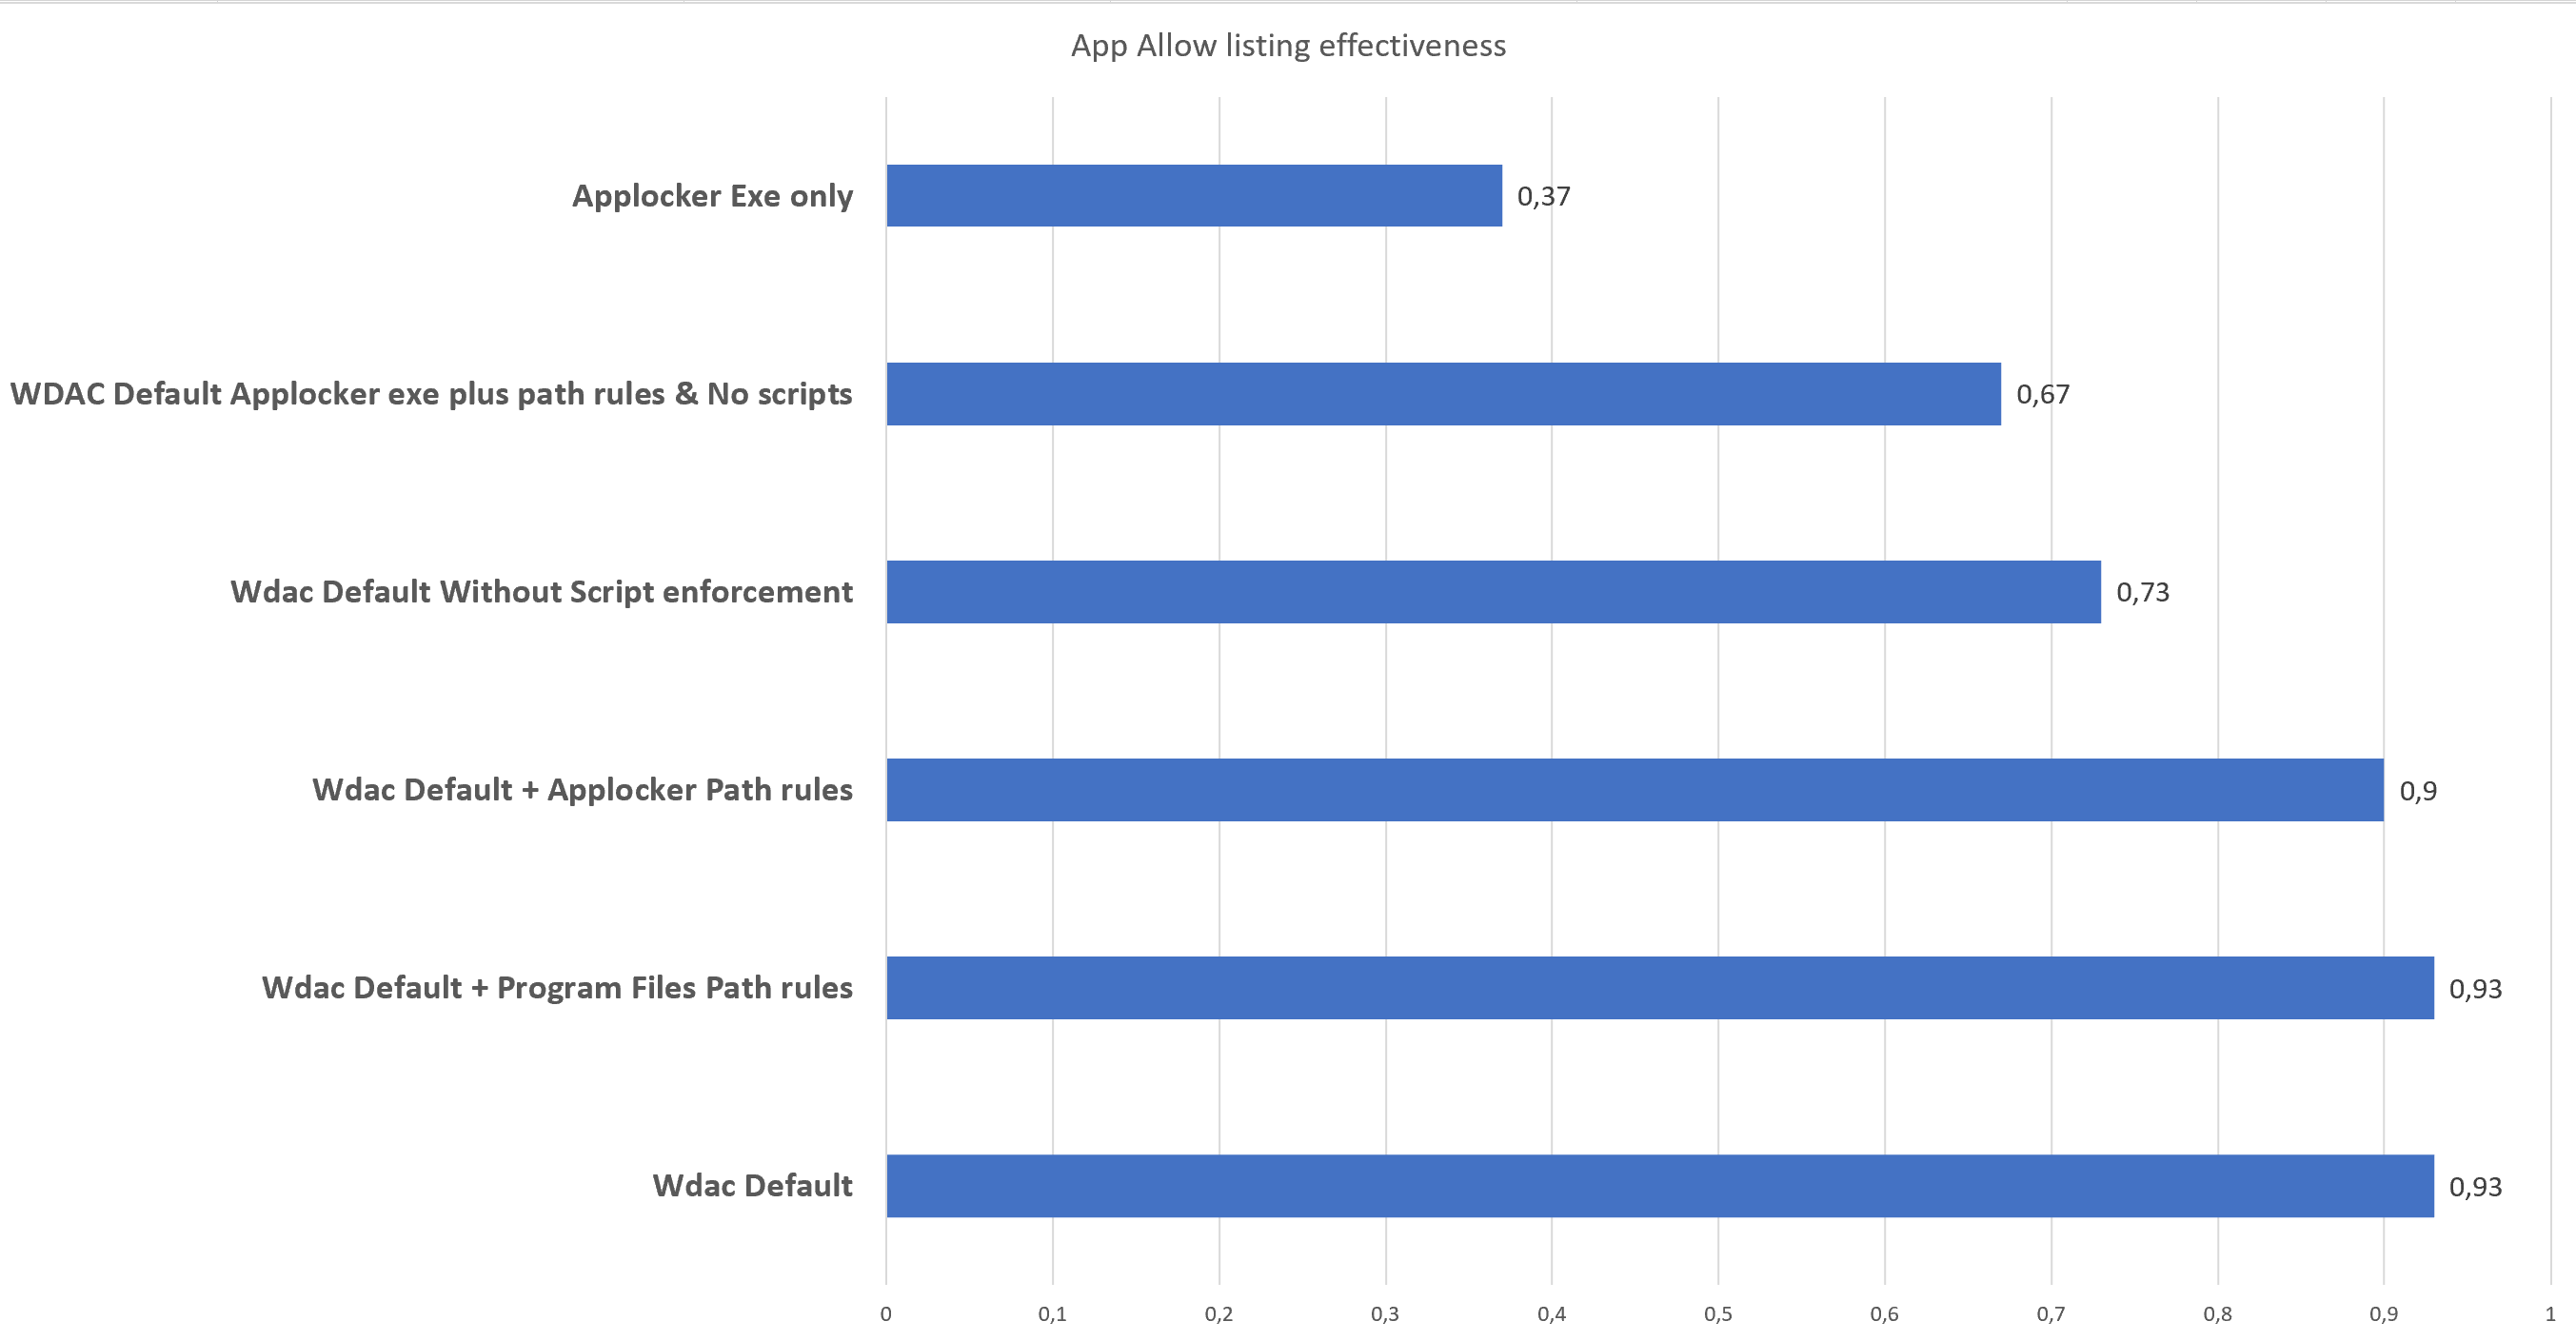 App Allow listing effectiveness
Applocker Exe only
0,37
WDAC Default Applocker exe plus path rules & No scripts
0,67
Wdac Default Without Script enforcement
0,73
Wdac Default + Applocker Path rules
0,9
Wdac Default + Program Files Path rules
0,93
Wdac Default
0,93
0 0,1 0,2 0,3 0,4 0,5 0,6 0,7 0,8 0,9 1